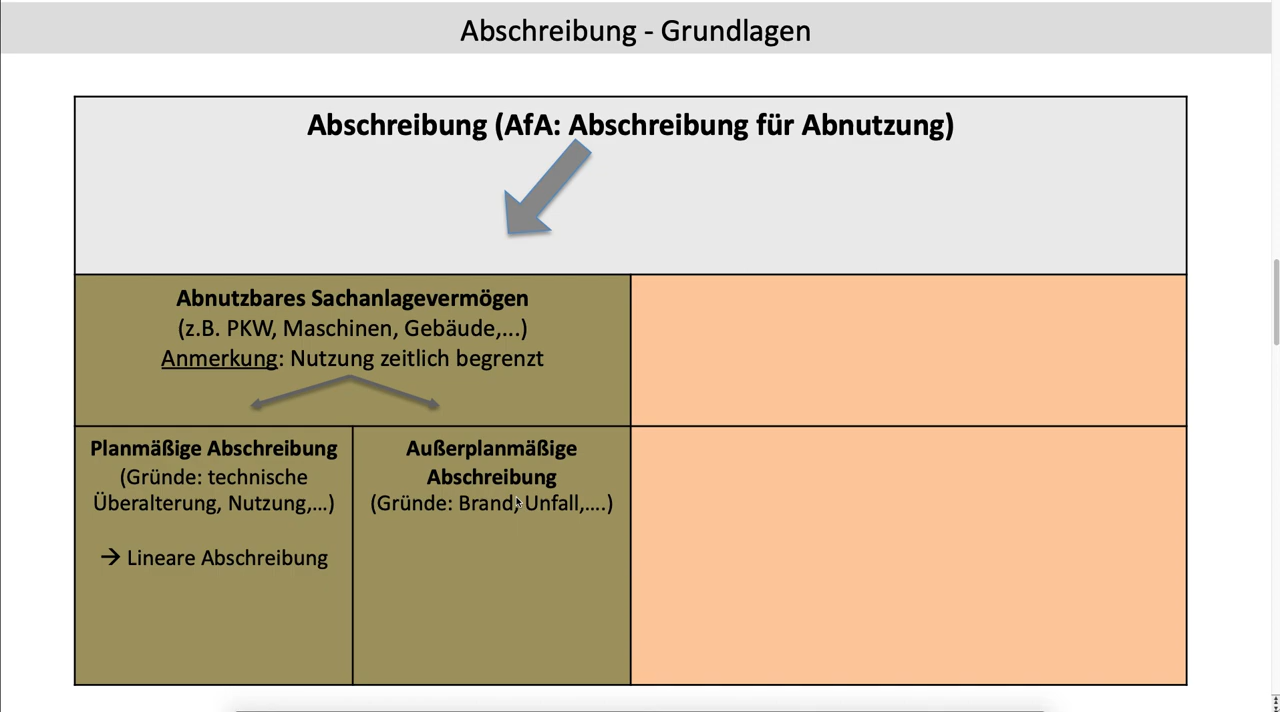 Abschreibung - Grundlagen
Abschreibung (AfA: Abschreibung für Abnutzung)
Abnutzbares Sachanlagevermögen
(z.B. PKW, Maschinen, Gebäude,...)
Anmerkung: Nutzung zeitlich begrenzt
Planmäßige Abschreibung
(Gründe: technische
Überalterung, Nutzung,...)
→ Lineare Abschreibung
Außerplanmäßige
Abschreibung
(Gründe: Brand, Unfall,....)